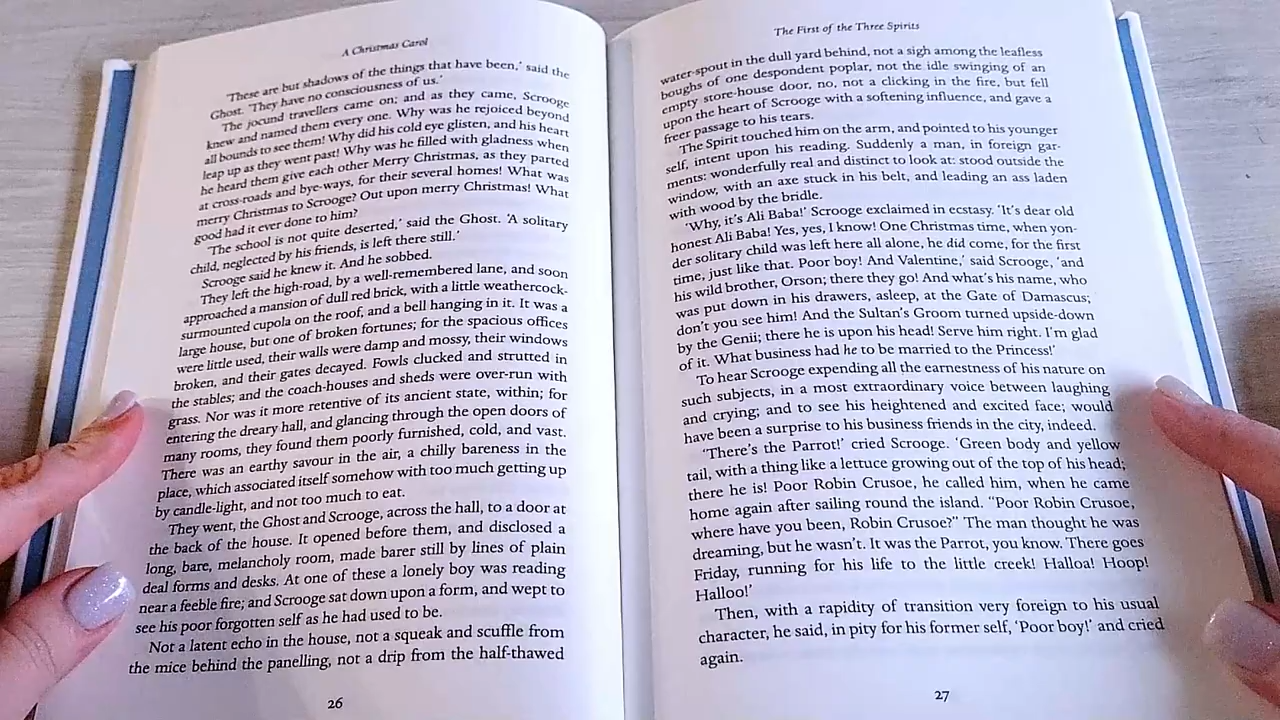 A Christmas Carol
'These are but shadows of the things that have been,' said the
Ghost. 'They have no consciousness of us.'
The jocund travellers came on; and as they came, Scrooge
knew and named them every one. Why was he rejoiced beyond
all bounds to see them! Why did his cold eye glisten, and his heart
leap up as they went past! Why was he filled with gladness when
he heard them give each other Merry Christmas, as they parted
at cross-roads and bye-ways, for their several homes! What was
merry Christmas to Scrooge? Out upon merry Christmas! What
good had it ever done to him?
'The school is not quite deserted,' said the Ghost. 'A solitary
child, neglected by his friends, is left there still.'
Scrooge said he knew it. And he sobbed.
They left the high-road, by a well-remembered lane, and soon
approached a mansion of dull red brick, with a little weathercock-
surmounted cupola on the roof, and a bell hanging in it. It was a
large house, but one of broken fortunes; for the spacious offices
were little used, their walls were damp and mossy, their windows
broken, and their gates decayed. Fowls clucked and strutted in
the stables; and the coach-houses and sheds were over-run with
grass. Nor was it more retentive of its ancient state, within; for
entering the dreary hall, and glancing through the open doors of
many rooms, they found them poorly furnished, cold, and vast.
There was an earthy savour in the air, a chilly bareness in the
place, which associated itself somehow with too much getting up
by candle-light, and not too much to eat.
They went, the Ghost and Scrooge, across the hall, to a door at
the back of the house. It opened before them, and disclosed a
long, bare, melancholy room, made barer still by lines of plain
deal forms and desks. At one of these a lonely boy was reading
near a feeble fire; and Scrooge sat down upon a form, and wept to
see his poor forgotten self as he had used to be.
Not a latent echo in the house, not a squeak and scuffle from
the mice behind the panelling, not a drip from the half-thawed
26
The First of the Three Spirits
water-spout in the dull yard behind, not a sigh among the leafless
boughs of one despondent poplar, not the idle swinging of an
empty store-house door, no, not a clicking in the fire, but fell
upon the heart of Scrooge with a softening influence, and gave a
freer passage to his tears.
The Spirit touched him on the arm, and pointed to his younger
self, intent upon his reading. Suddenly a man, in foreign gar-
ments: wonderfully real and distinct to look at: stood outside the
window, with an axe stuck in his belt, and leading an ass laden
with wood by the bridle.
'Why, it's Ali Baba!' Scrooge exclaimed in ecstasy. 'It's dear old
honest Ali Baba! Yes, yes, I know! One Christmas time, when yon-
der solitary child was left here all alone, he did come, for the first
time, just like that. Poor boy! And Valentine,' said Scrooge, 'and
his wild brother, Orson; there they go! And what's his name, who
was put down in his drawers, asleep, at the Gate of Damascus;
don't you see him! And the Sultan's Groom turned upside-down
by the Genii; there he is upon his head! Serve him right. I'm glad
of it. What business had he to be married to the Princess!'
To hear Scrooge expending all the earnestness of his nature on
such subjects, in a most extraordinary voice between laughing
and crying; and to see his heightened and excited face; would
have been a surprise to his business friends in the city, indeed.
'There's the Parrot!' cried Scrooge. 'Green body and yellow
tail, with a thing like a lettuce growing out of the top of his head;
there he is! Poor Robin Crusoe, he called him, when he came
home again after sailing round the island. "Poor Robin Crusoe,
where have you been, Robin Crusoe?" The man thought he was
dreaming, but he wasn't. It was the Parrot, you know. There goes
Friday, running for his life to the little creek! Halloa! Hoop!
Halloo!'
Then, with a rapidity of transition very foreign to his usual
character, he said, in pity for his former self, 'Poor boy!' and cried
again.
27